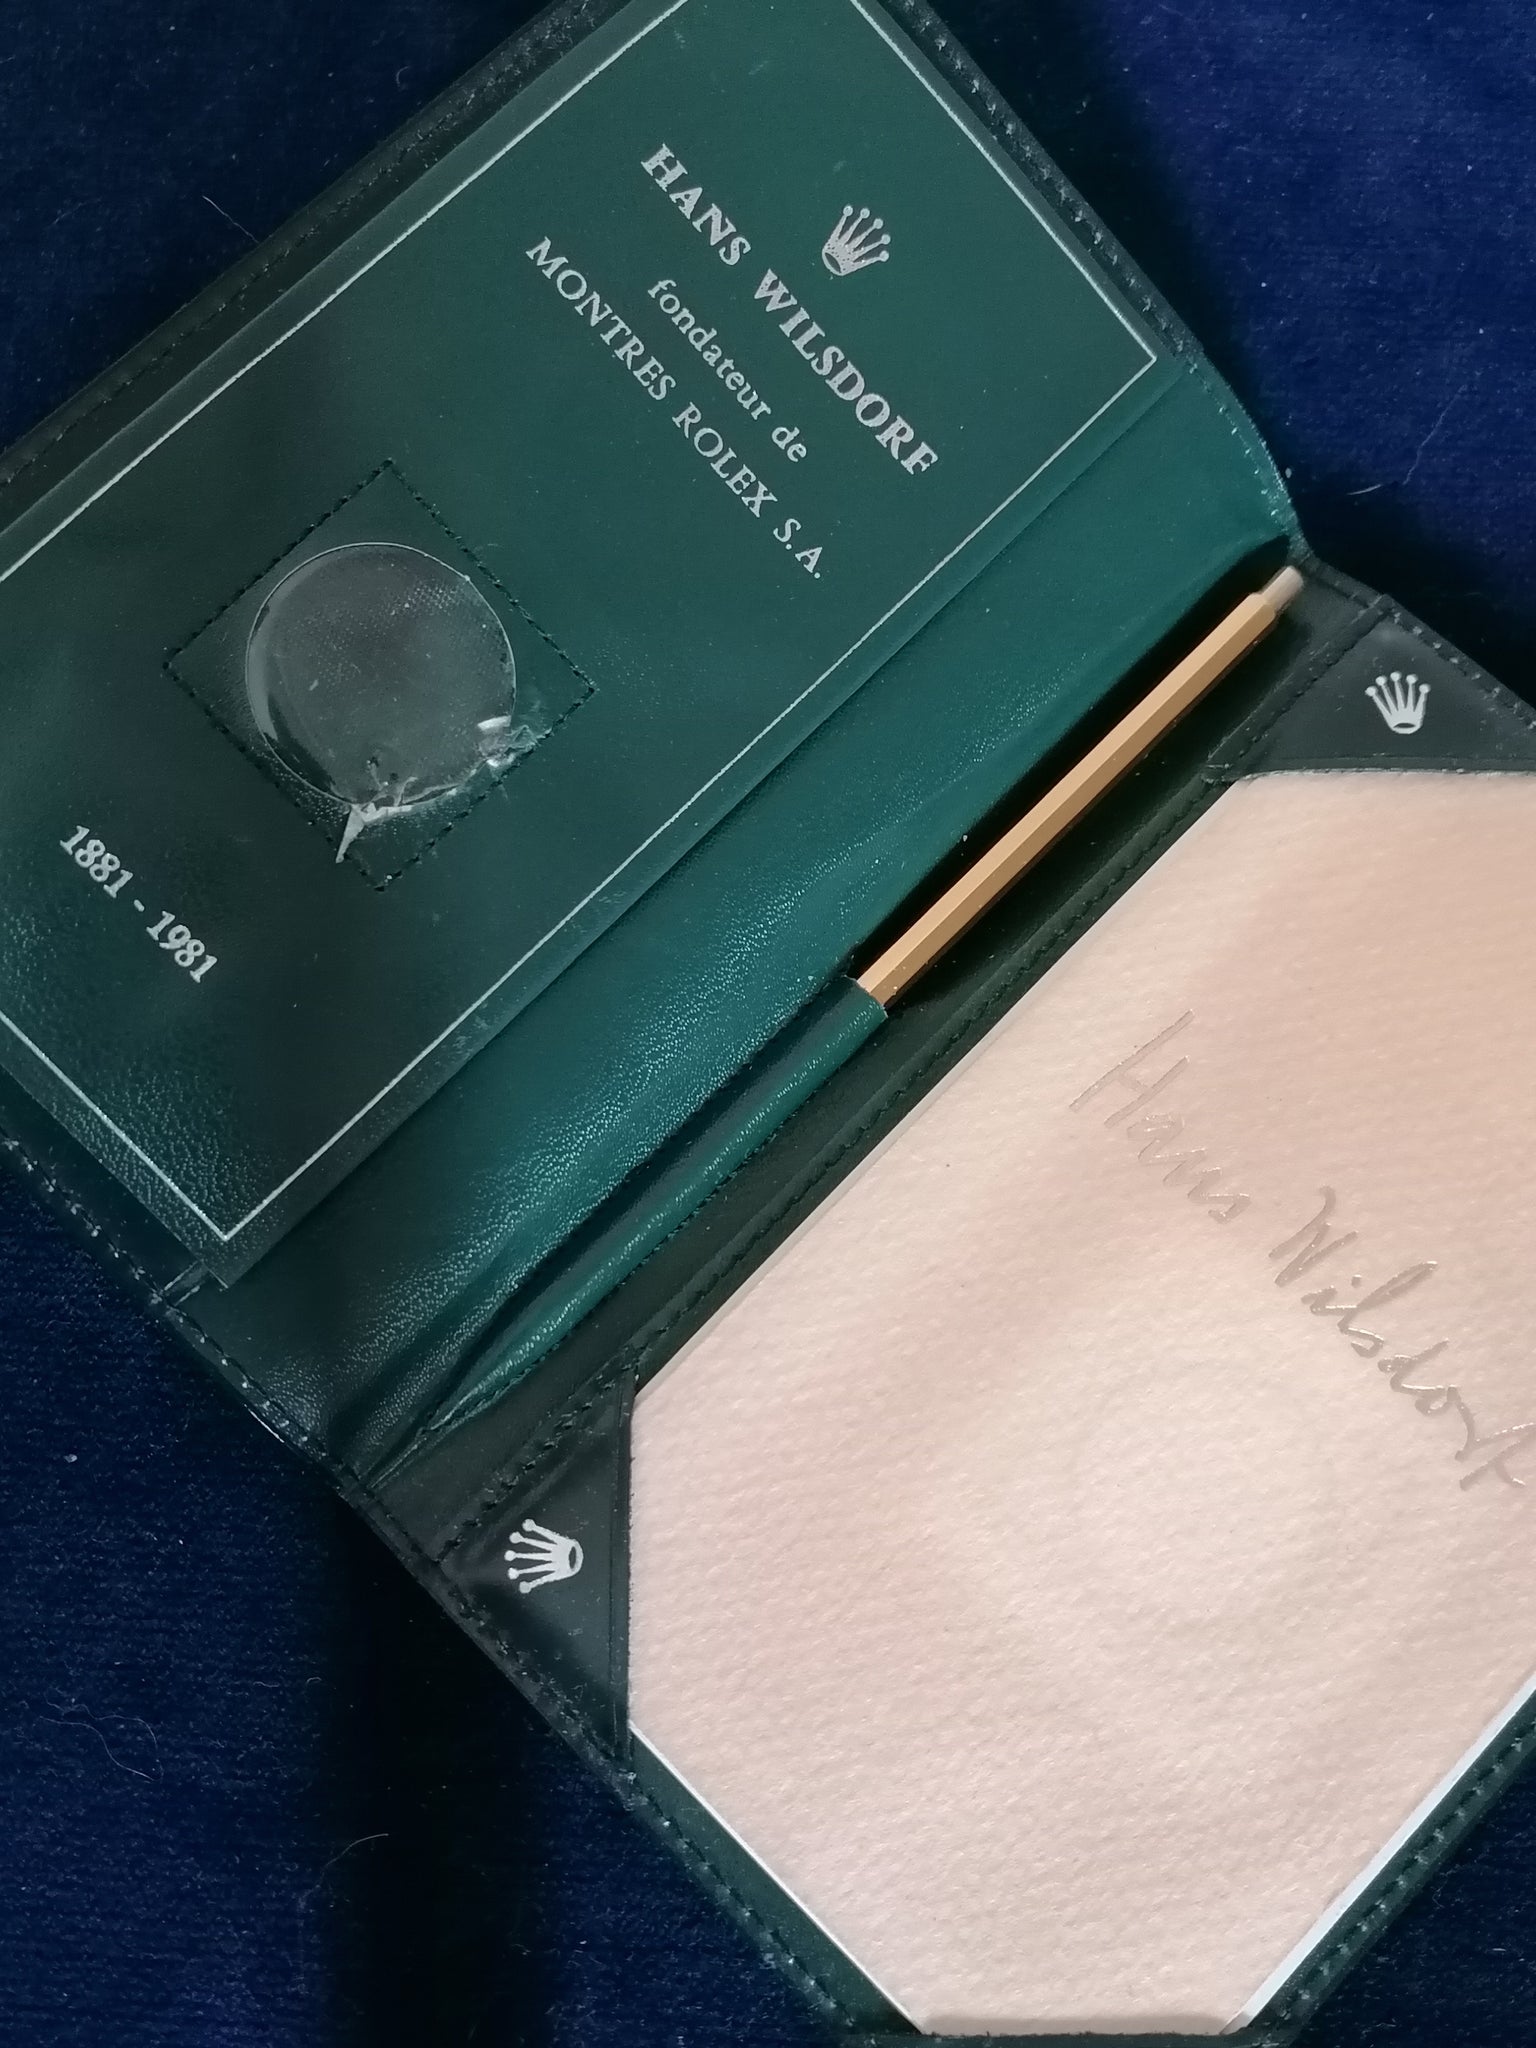 HANS WILSDORF
fondateur de
MONTRES ROLEX S.A.
1881 - 1981
Hans Wilsdorf